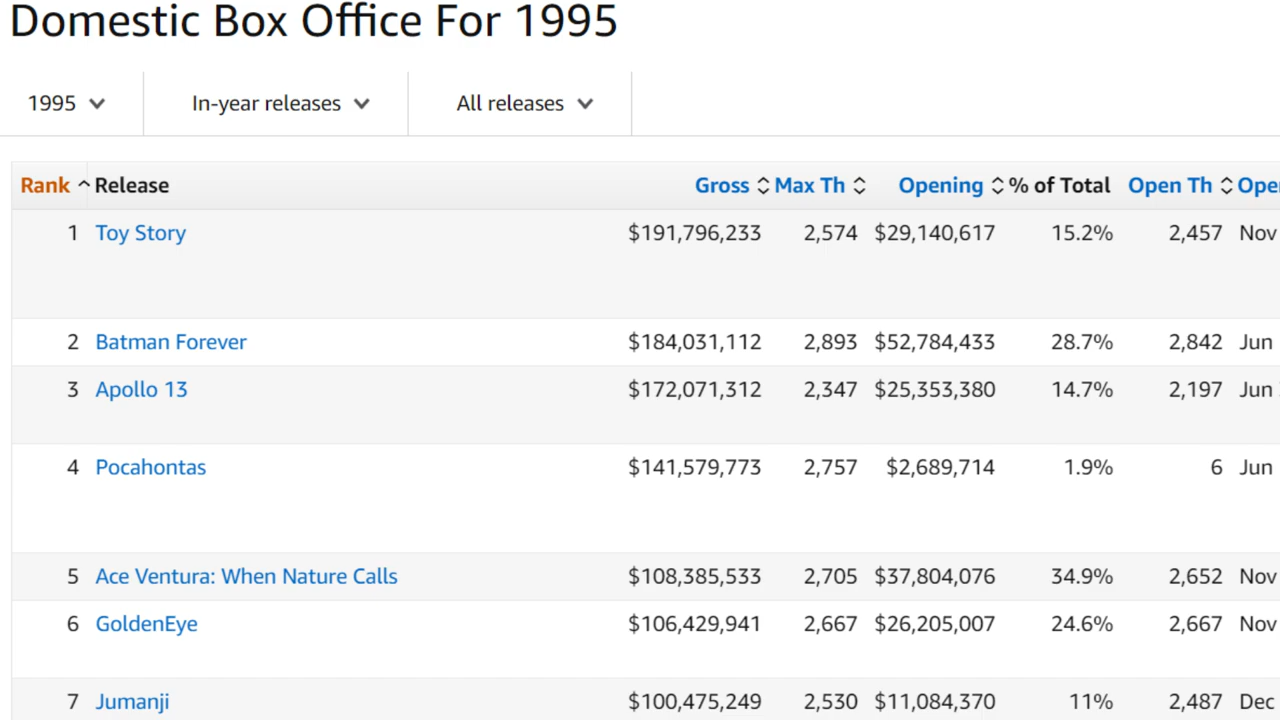 Domestic Box Office For 1995
1995 In-year releases All releases
Rank Release Gross Max Th Opening % of Total Open Th Ope
1 Toy Story $191,796,233 2,574 $29,140,617 15.2% 2,457 Nov
2 Batman Forever $184,031,112 2,893 $52,784,433 28.7% 2,842 Jun
3 Apollo 13 $172,071,312 2,347 $25,353,380 14.7% 2,197 Jun
4 Pocahontas $141,579,773 2,757 $2,689,714 1.9% 6 Jun
5 Ace Ventura: When Nature Calls $108,385,533 2,705 $37,804,076 34.9% 2,652 Nov
6 GoldenEye $106,429,941 2,667 $26,205,007 24.6% 2,667 Nov
7 Jumanji $100,475,249 2,530 $11,084,370 11% 2,487 Dec